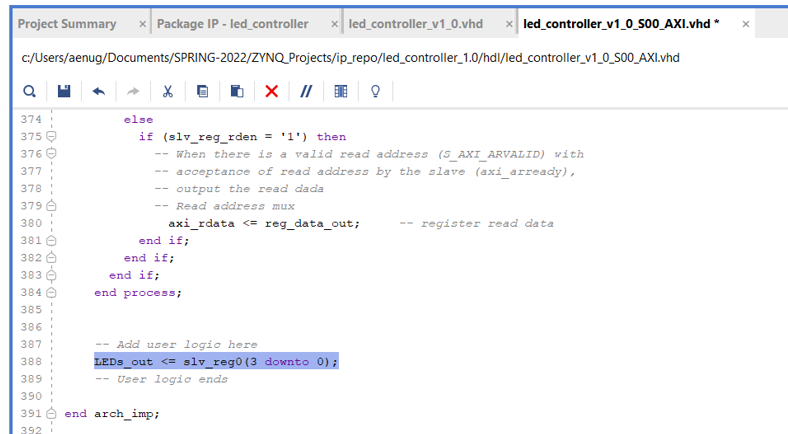 Project Summary × Package IP - led_controller × led_controller_v1_0.vhd × led_controller_v1_0_S00_AXI.vhd * ×
c:/Users/aenug/Documents/SPRING-2022/ZYNQ_Projects/ip_repo/led_controller_1.0/hdl/led_controller_v1_0_S00_AXI.vhd
374 else
375 if (slv_reg_rden = '1') then
376 -- When there is a valid read address (S_AXI_ARVALID) with
377 -- acceptance of read address by the slave (axi_arready),
378 -- output the read dada
379 -- Read address mux
380 axi_rdata <= reg_data_out; -- register read data
381 end if;
382 end if;
383 end if;
384 end process;
385
386
387 -- Add user logic here
388 LEDs_out <= slv_reg0(3 downto 0);
389 -- User logic ends
390
391 end arch_imp;
392